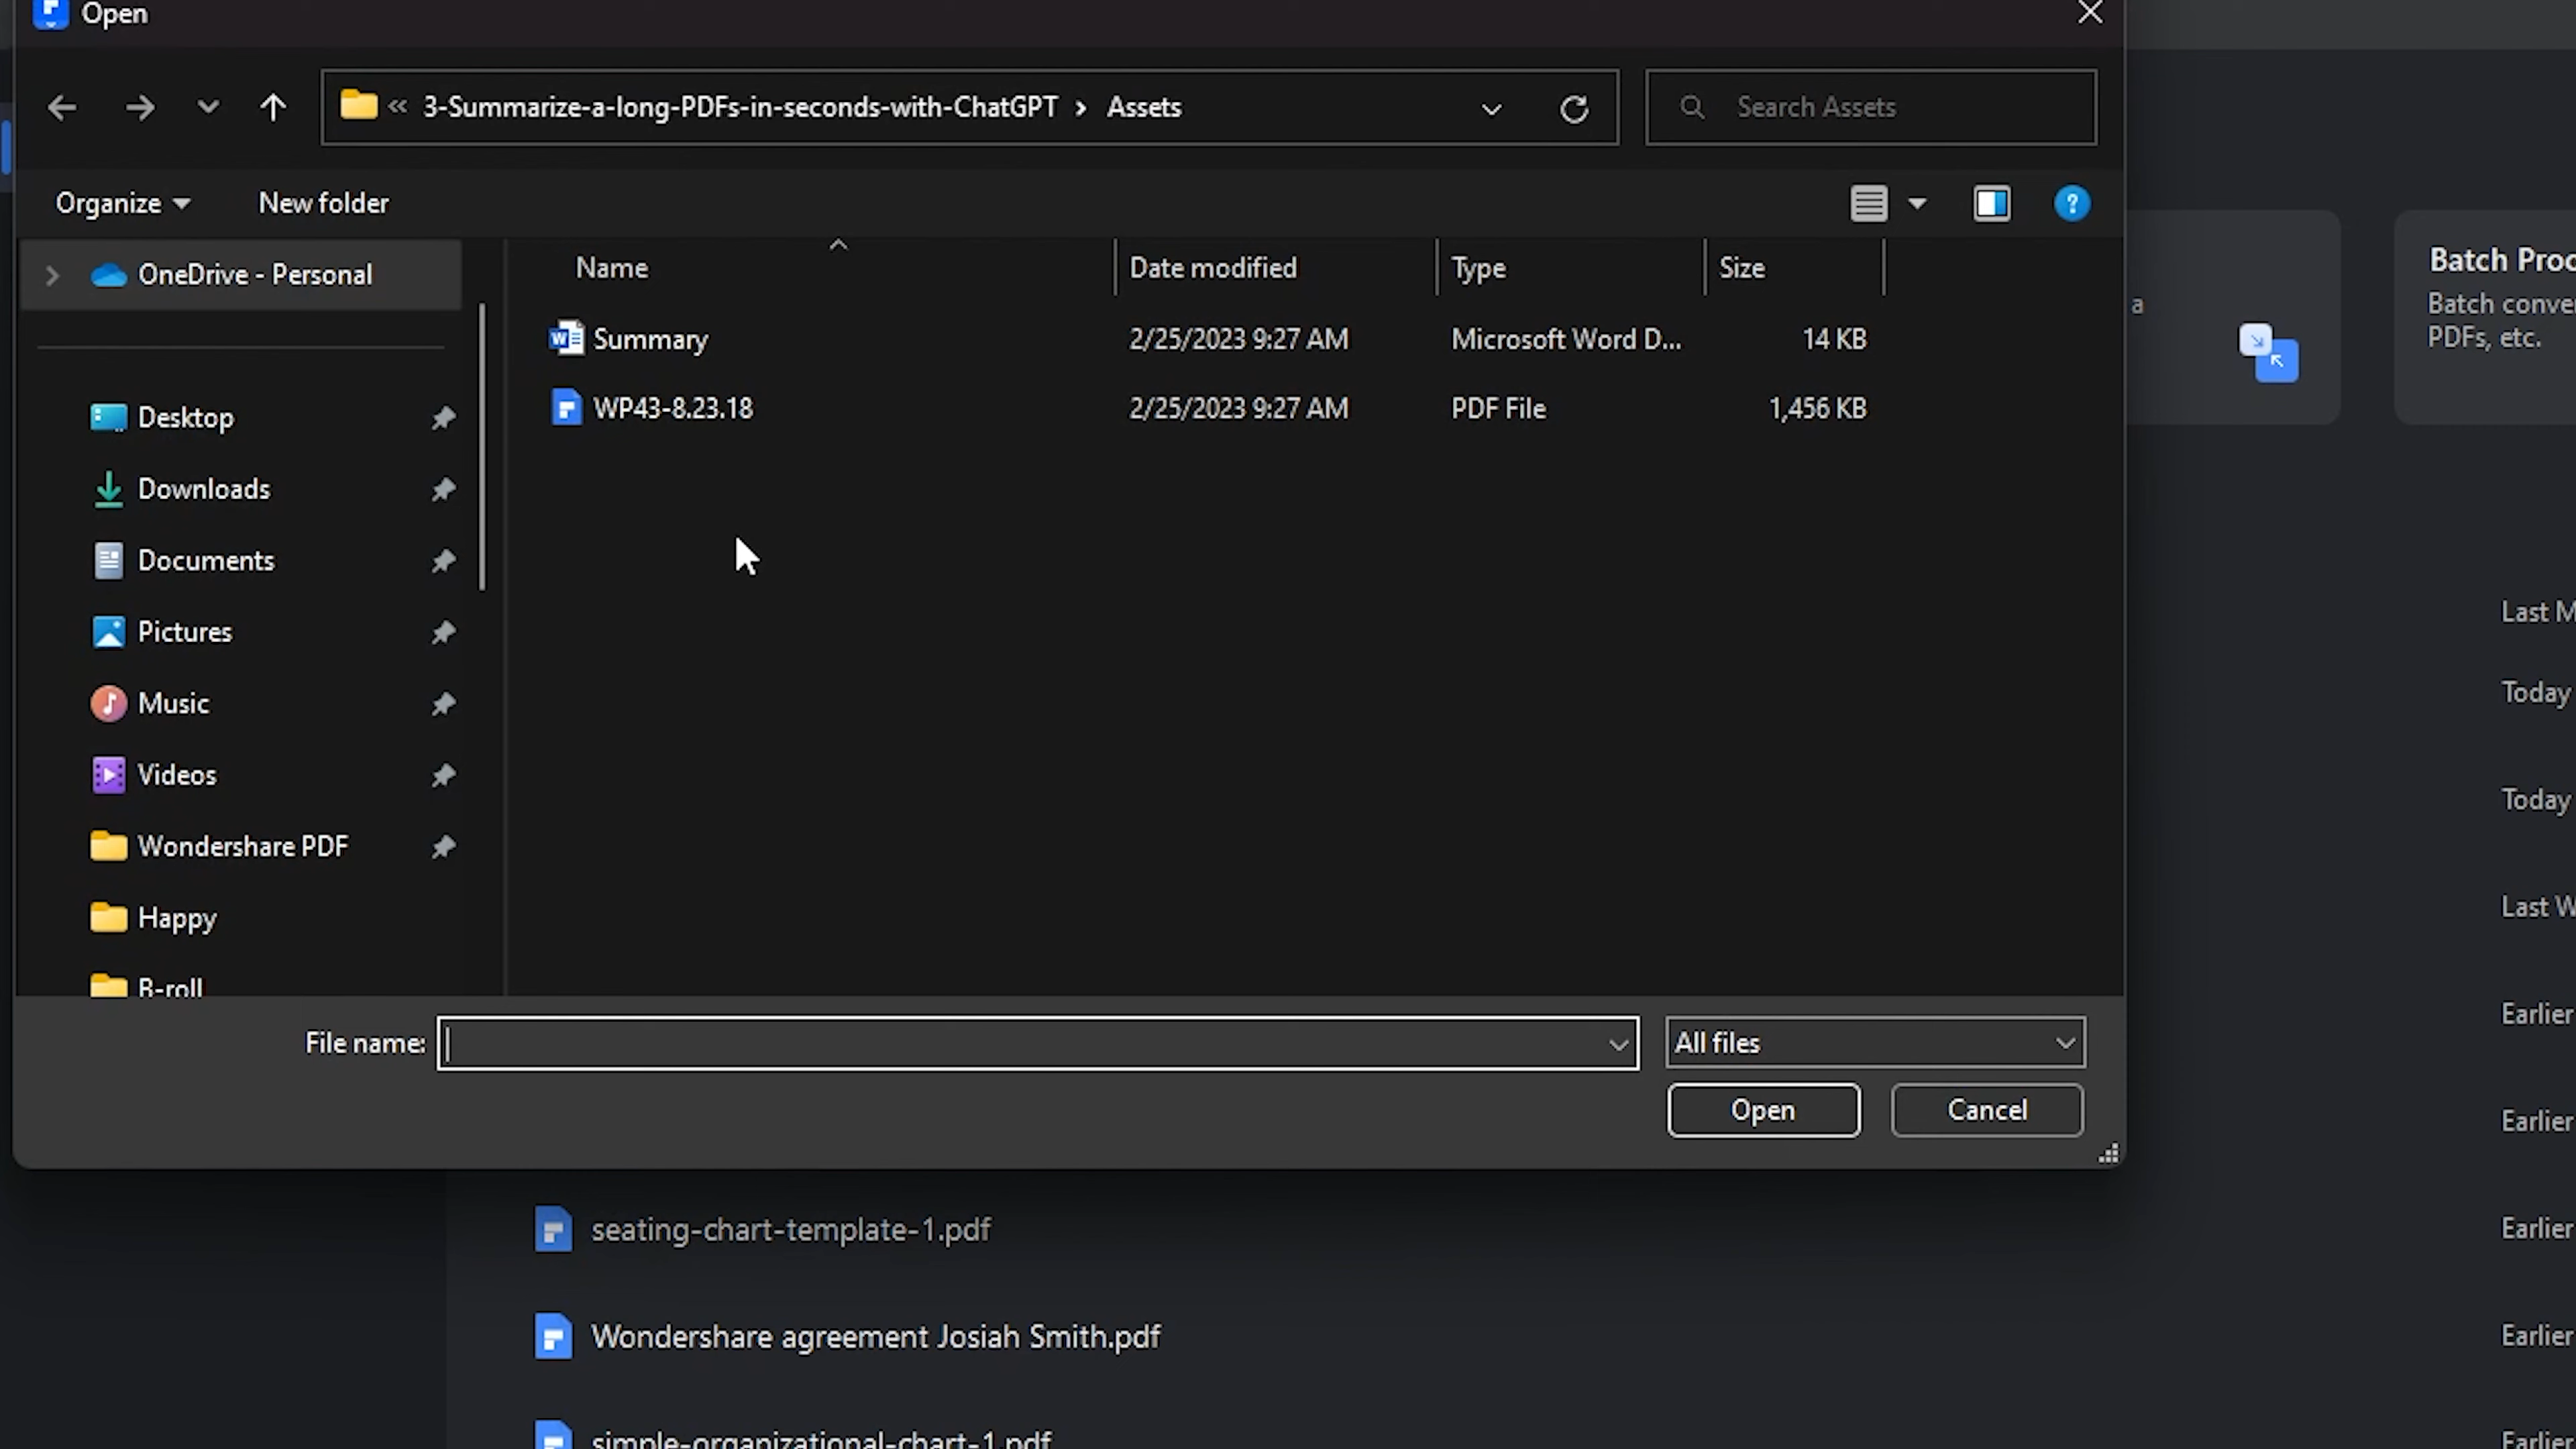 Open
3-Summarize-a-long-PDFs-in-seconds-with-ChatGPT > Assets
Search Assets
Organize
New folder
?
OneDrive - Personal
Name
Date modified
Type
Size
Summary
2/25/2023 9:27 AM
Microsoft Word D...
14 KB
WP43-8.23.18
2/25/2023 9:27 AM
PDF File
1,456 KB
Desktop
Downloads
Documents
Pictures
Music
Videos
Wondershare PDF
Happy
B-roll
File name:
All files
Open
Cancel
a
Batch Proc
Batch conve
PDFs, etc.
Last M
Today
Today
Last W
Earlier
Earlier
seating-chart-template-1.pdf
Earlier
Wondershare agreement Josiah Smith.pdf
Earlier
simple-organizational-chart-1.pdf
Earlier